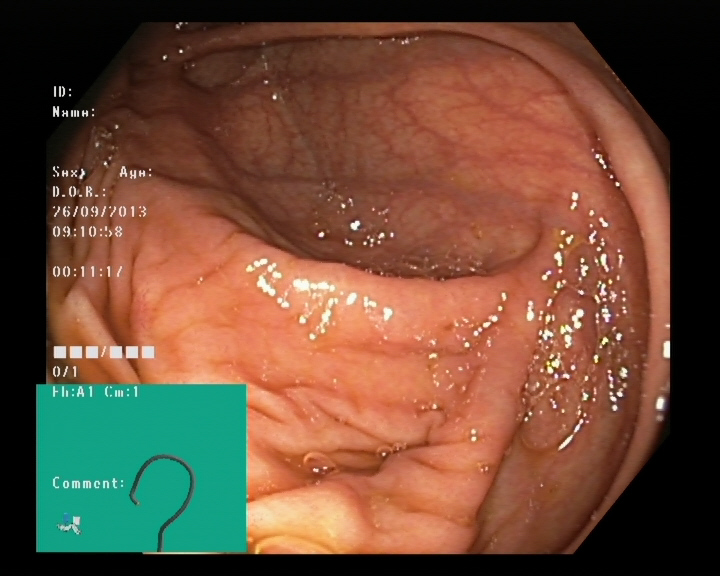 ID:
Name:
Sex: Age:
D.O.B.:
26/09/2013
09:10:58
00:11:17
■■■/■■■
0/1
Eh:A1 Cm:1
Comment: